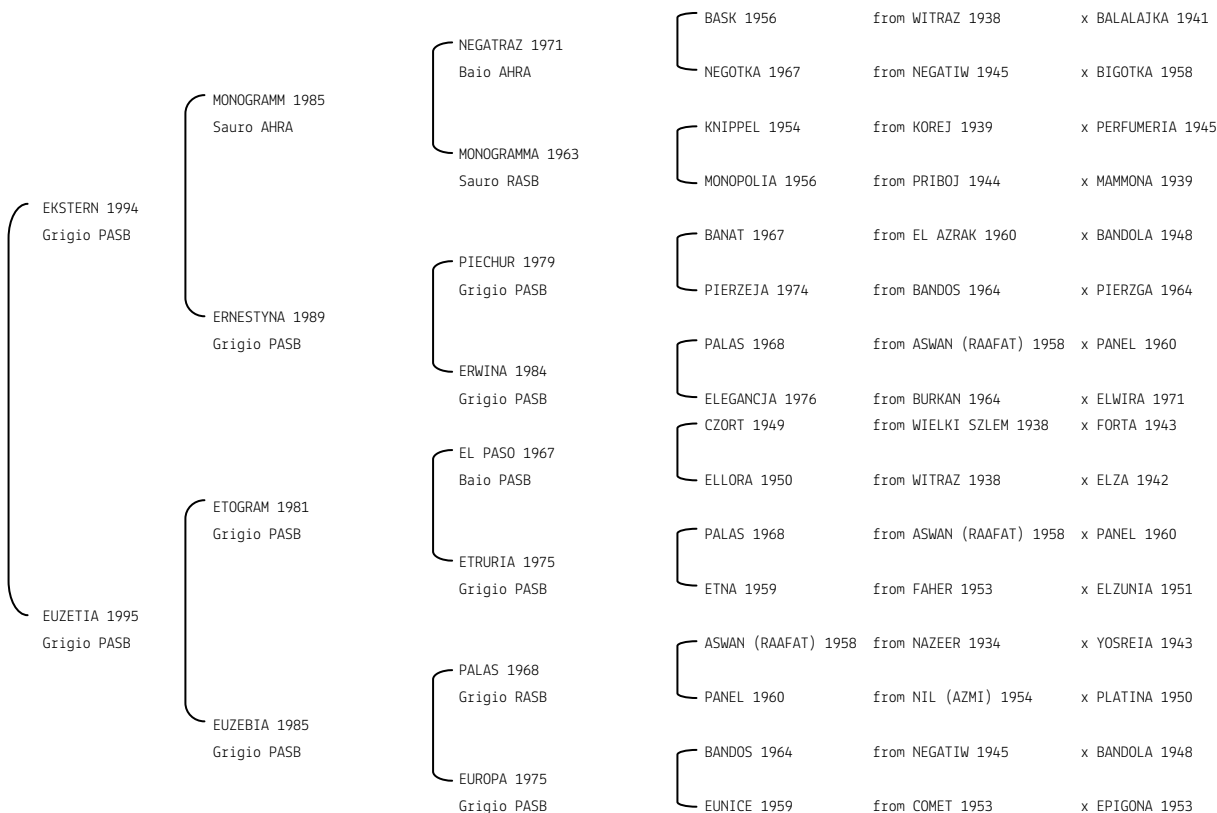 BASK 1956 from WITRAZ 1938 x BALALAJKA 1941
NEGATRAZ 1971
Baio AHRA
NEGOTKA 1967 from NEGATIW 1945 x BIGOTKA 1958
MONOGRAMM 1985
Sauro AHRA
KNIPPEL 1954 from KOREJ 1939 x PERFUMERIA 1945
MONOGRAMMA 1963
Sauro RASB
MONOPOLIA 1956 from PRIBOJ 1944 x MAMMONA 1939
EKSTERN 1994
Grigio PASB
BANAT 1967 from EL AZRAK 1960 x BANDOLA 1948
PIECHUR 1979
Grigio PASB
PIERZEJA 1974 from BANDOS 1964 x PIERZGA 1964
ERNESTYNA 1989
Grigio PASB
PALAS 1968 from ASWAN (RAAFAT) 1958 x PANEL 1960
ERWINA 1984
Grigio PASB
ELEGANCJA 1976 from BURKAN 1964 x ELWIRA 1971
CZORT 1949 from WIELKI SZLEM 1938 x FORTA 1943
EL PASO 1967
Baio PASB
ELLORA 1950 from WITRAZ 1938 x ELZA 1942
ETOGRAM 1981
Grigio PASB
PALAS 1968 from ASWAN (RAAFAT) 1958 x PANEL 1960
ETRURIA 1975
Grigio PASB
ETNA 1959 from FAHER 1953 x ELZUNIA 1951
EUZETIA 1995
Grigio PASB
ASWAN (RAAFAT) 1958 from NAZEER 1934 x YOSREIA 1943
PALAS 1968
Grigio RASB
PANEL 1960 from NIL (AZMI) 1954 x PLATINA 1950
EUZEBIA 1985
Grigio PASB
BANDOS 1964 from NEGATIW 1945 x BANDOLA 1948
EUROPA 1975
Grigio PASB
EUNICE 1959 from COMET 1953 x EPIGONA 1953